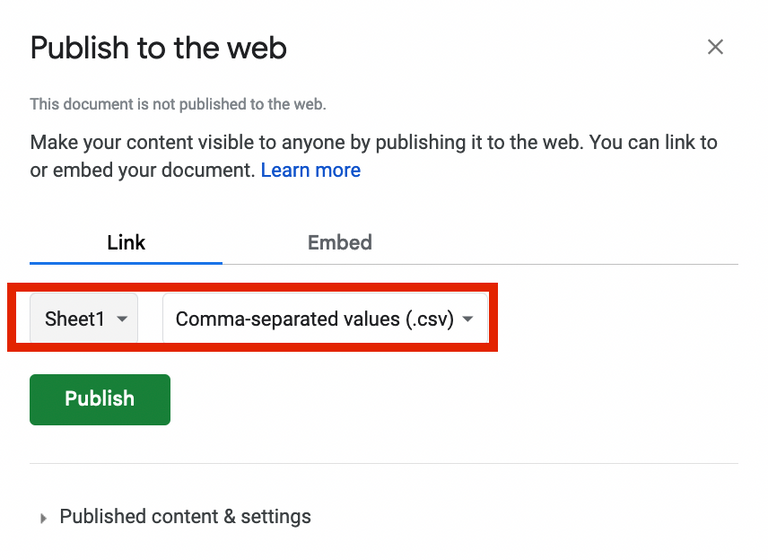 Publish to the web
This document is not published to the web.
Make your content visible to anyone by publishing it to the web. You can link to
or embed your document. Learn more
Link Embed
Sheet1 Comma-separated values (.csv)
Publish
Published content & settings